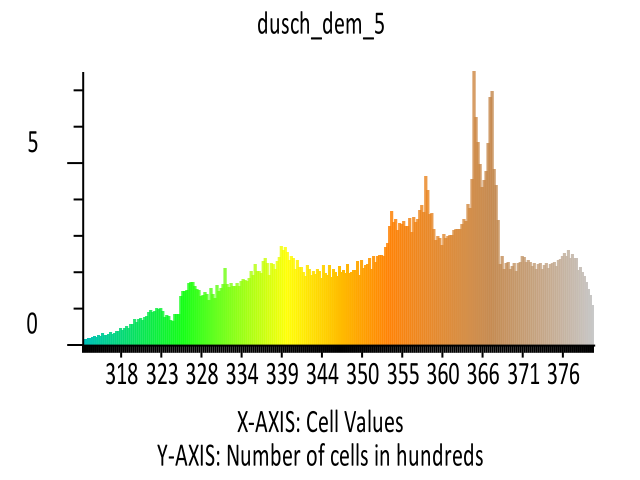 dusch_dem_5
5
0
318 323 328 334 339 344 350 355 360 366 371 376
X-AXIS: Cell Values
Y-AXIS: Number of cells in hundreds